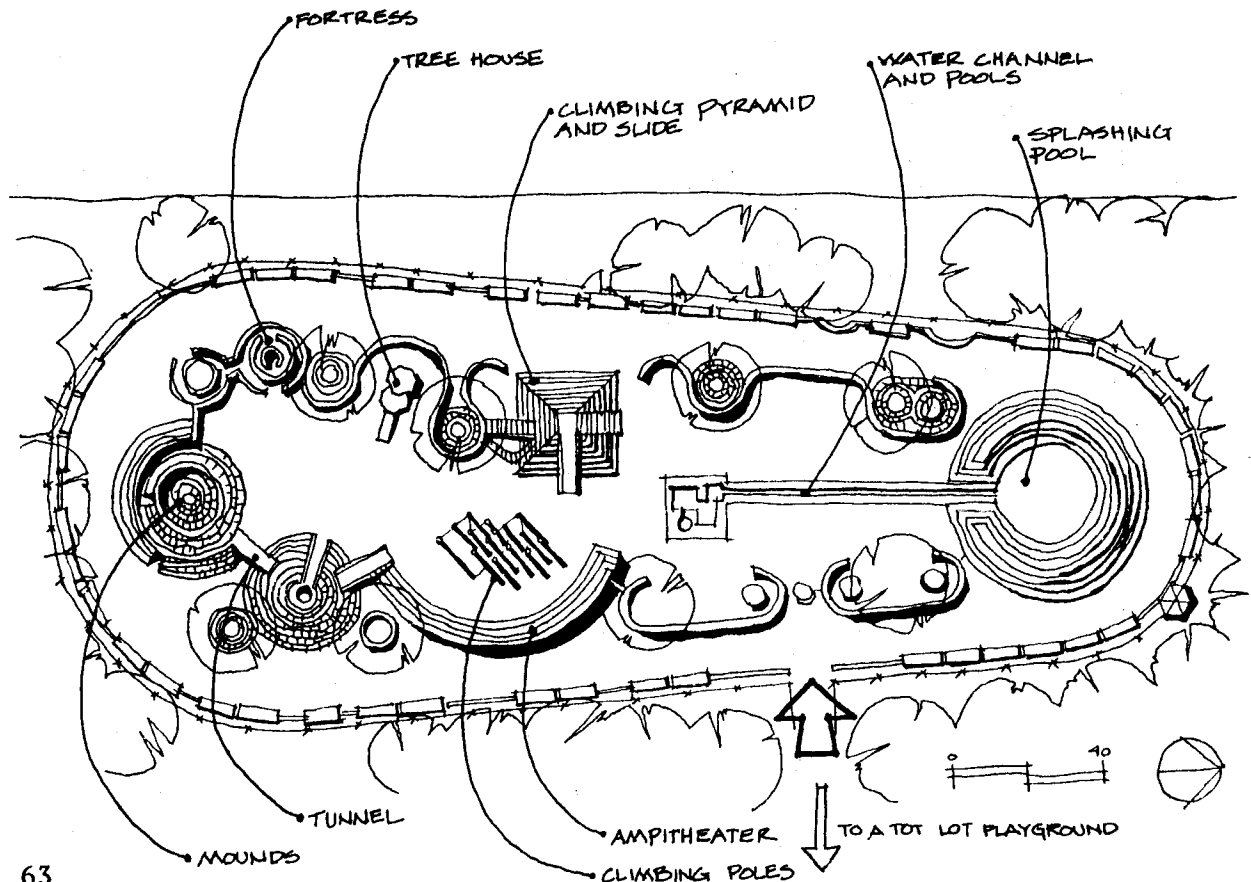 FORTRESS
TREE HOUSE
CLIMBING PYRAMID
AND SLIDE
WATER CHANNEL
AND POOLS
SPLASHING
POOL
0 40
TUNNEL
MOUNDS
AMPITHEATER
CLIMBING POLES
TO A TOT LOT PLAYGROUND
63